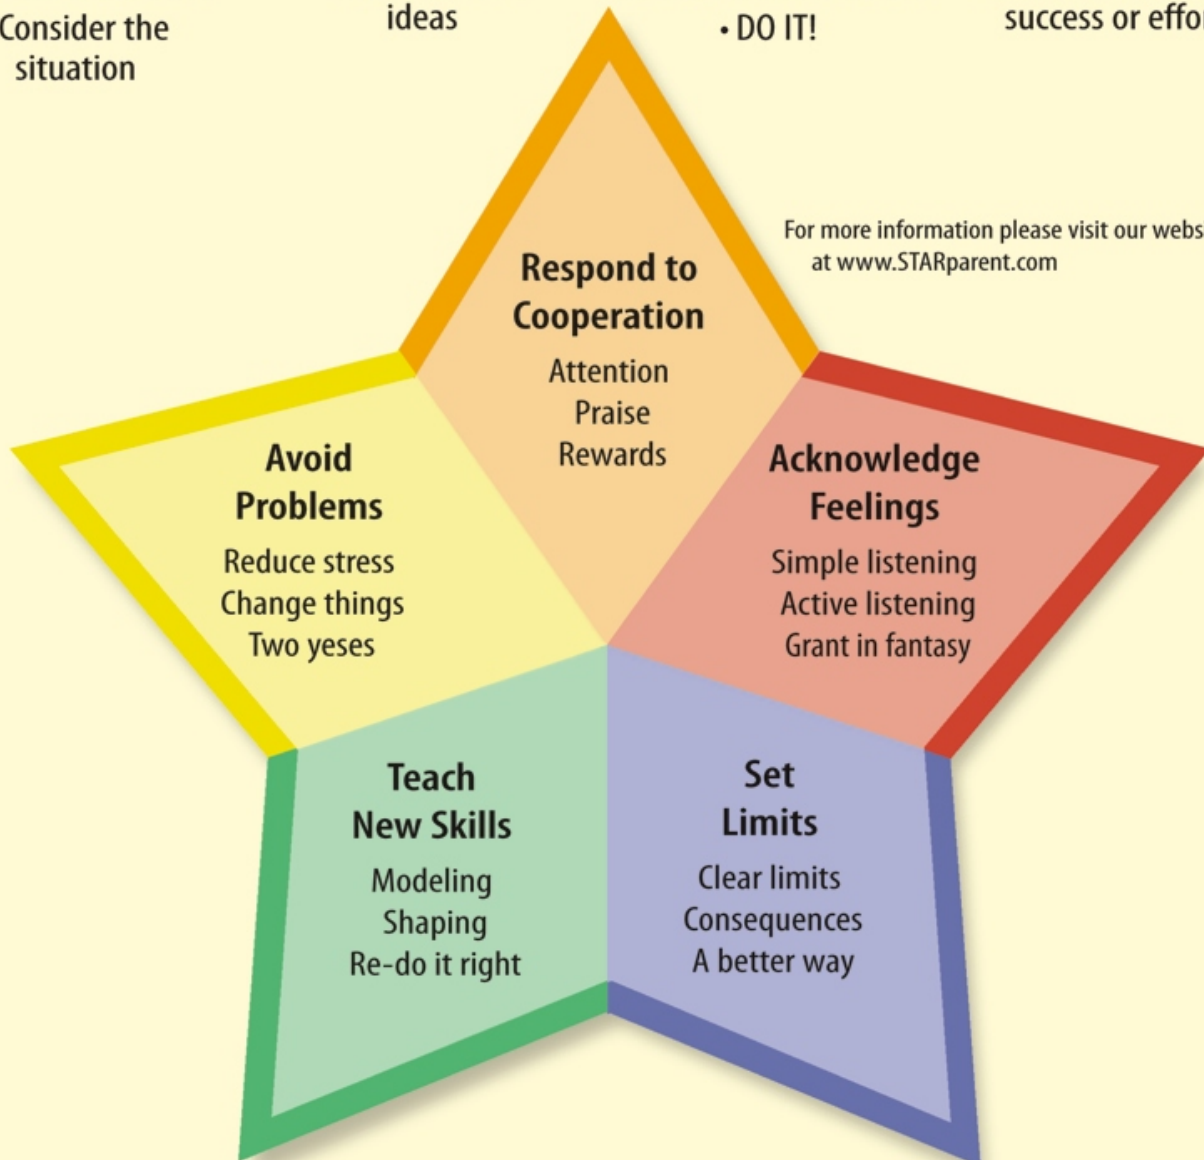 Consider the
situation
ideas
• DO IT!
success or
For more information please visit our
at www.STARparent.com
Respond to
Cooperation
Attention
Praise
Rewards
Avoid
Problems
Reduce stress
Change things
Two yeses
Acknowledge
Feelings
Simple listening
Active listening
Grant in fantasy
Teach
New Skills
Modeling
Shaping
Re-do it right
Set
Limits
Clear limits
Consequences
A better way